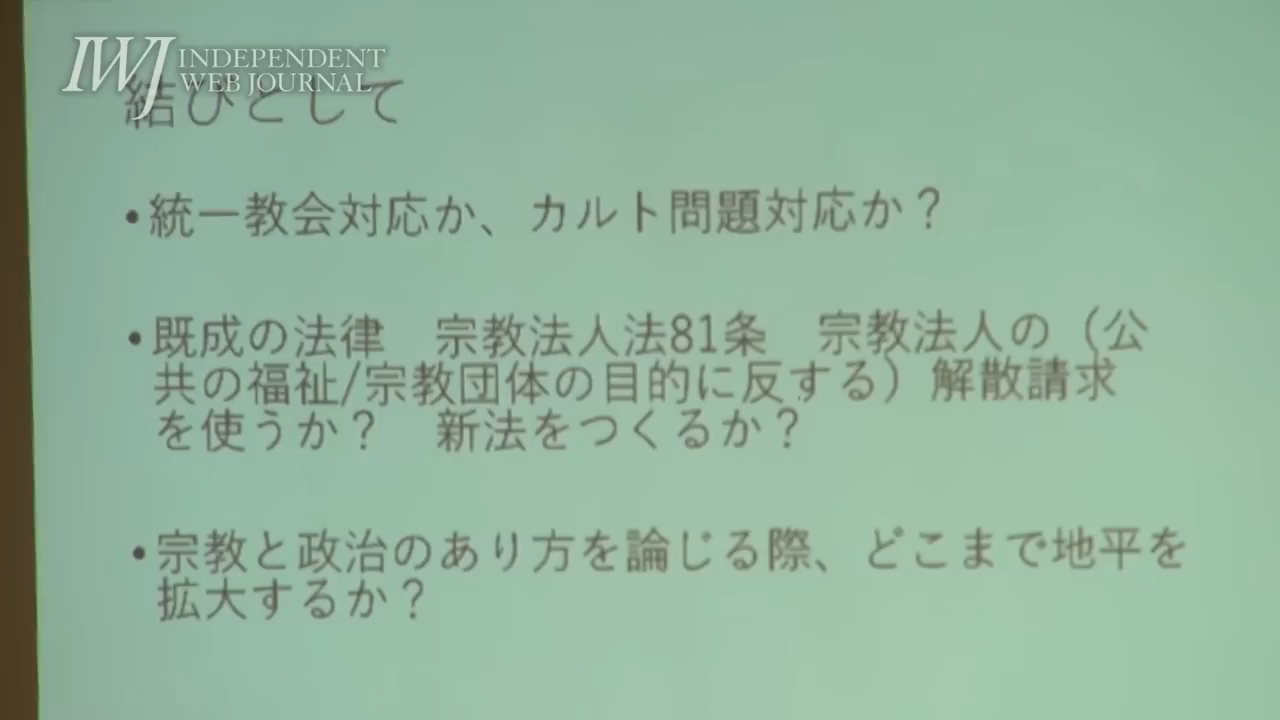 IWJ INDEPENDENT
WEB JOURNAL
結びとして
•統一教会対応か、カルト問題対応か？
•既成の法律　宗教法人法81条　宗教法人の（公
共の福祉/宗教団体の目的に反する）解散請求
を使うか？　新法をつくるか？
•宗教と政治のあり方を論じる際、どこまで地平を
拡大するか？